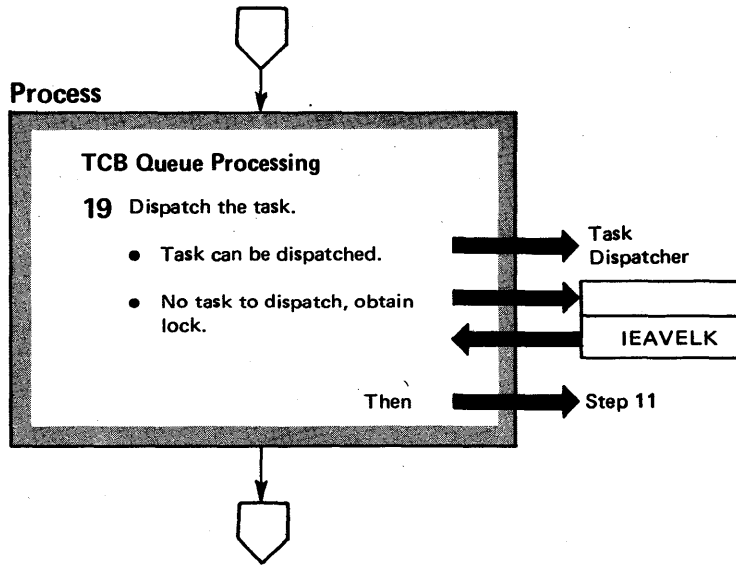 Process
TCB Queue Processing
19 Dispatch the task.
● Task can be dispatched.
Task
Dispatcher
● No task to dispatch, obtain
lock.
IEAVELK
Then
Step 11